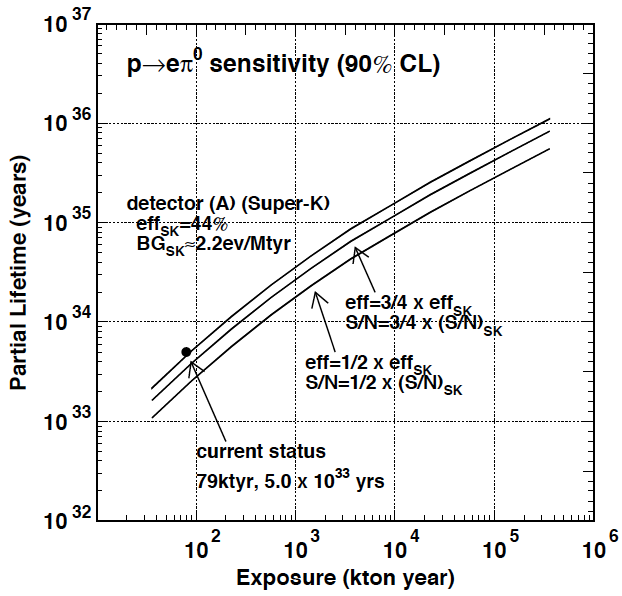 p→eπ⁰ sensitivity (90% CL)
detector (A) (Super-K)
eff_SK=44%
BG_SK≈2.2ev/Mtyr
eff=3/4 x eff_SK
S/N=3/4 x (S/N)_SK
eff=1/2 x eff_SK
S/N=1/2 x (S/N)_SK
current status
79ktyr, 5.0 x 10³³ yrs
Partial Lifetime (years)
10³⁷
10³⁶
10³⁵
10³⁴
10³³
10³²
10² 10³ 10⁴ 10⁵ 10⁶
Exposure (kton year)